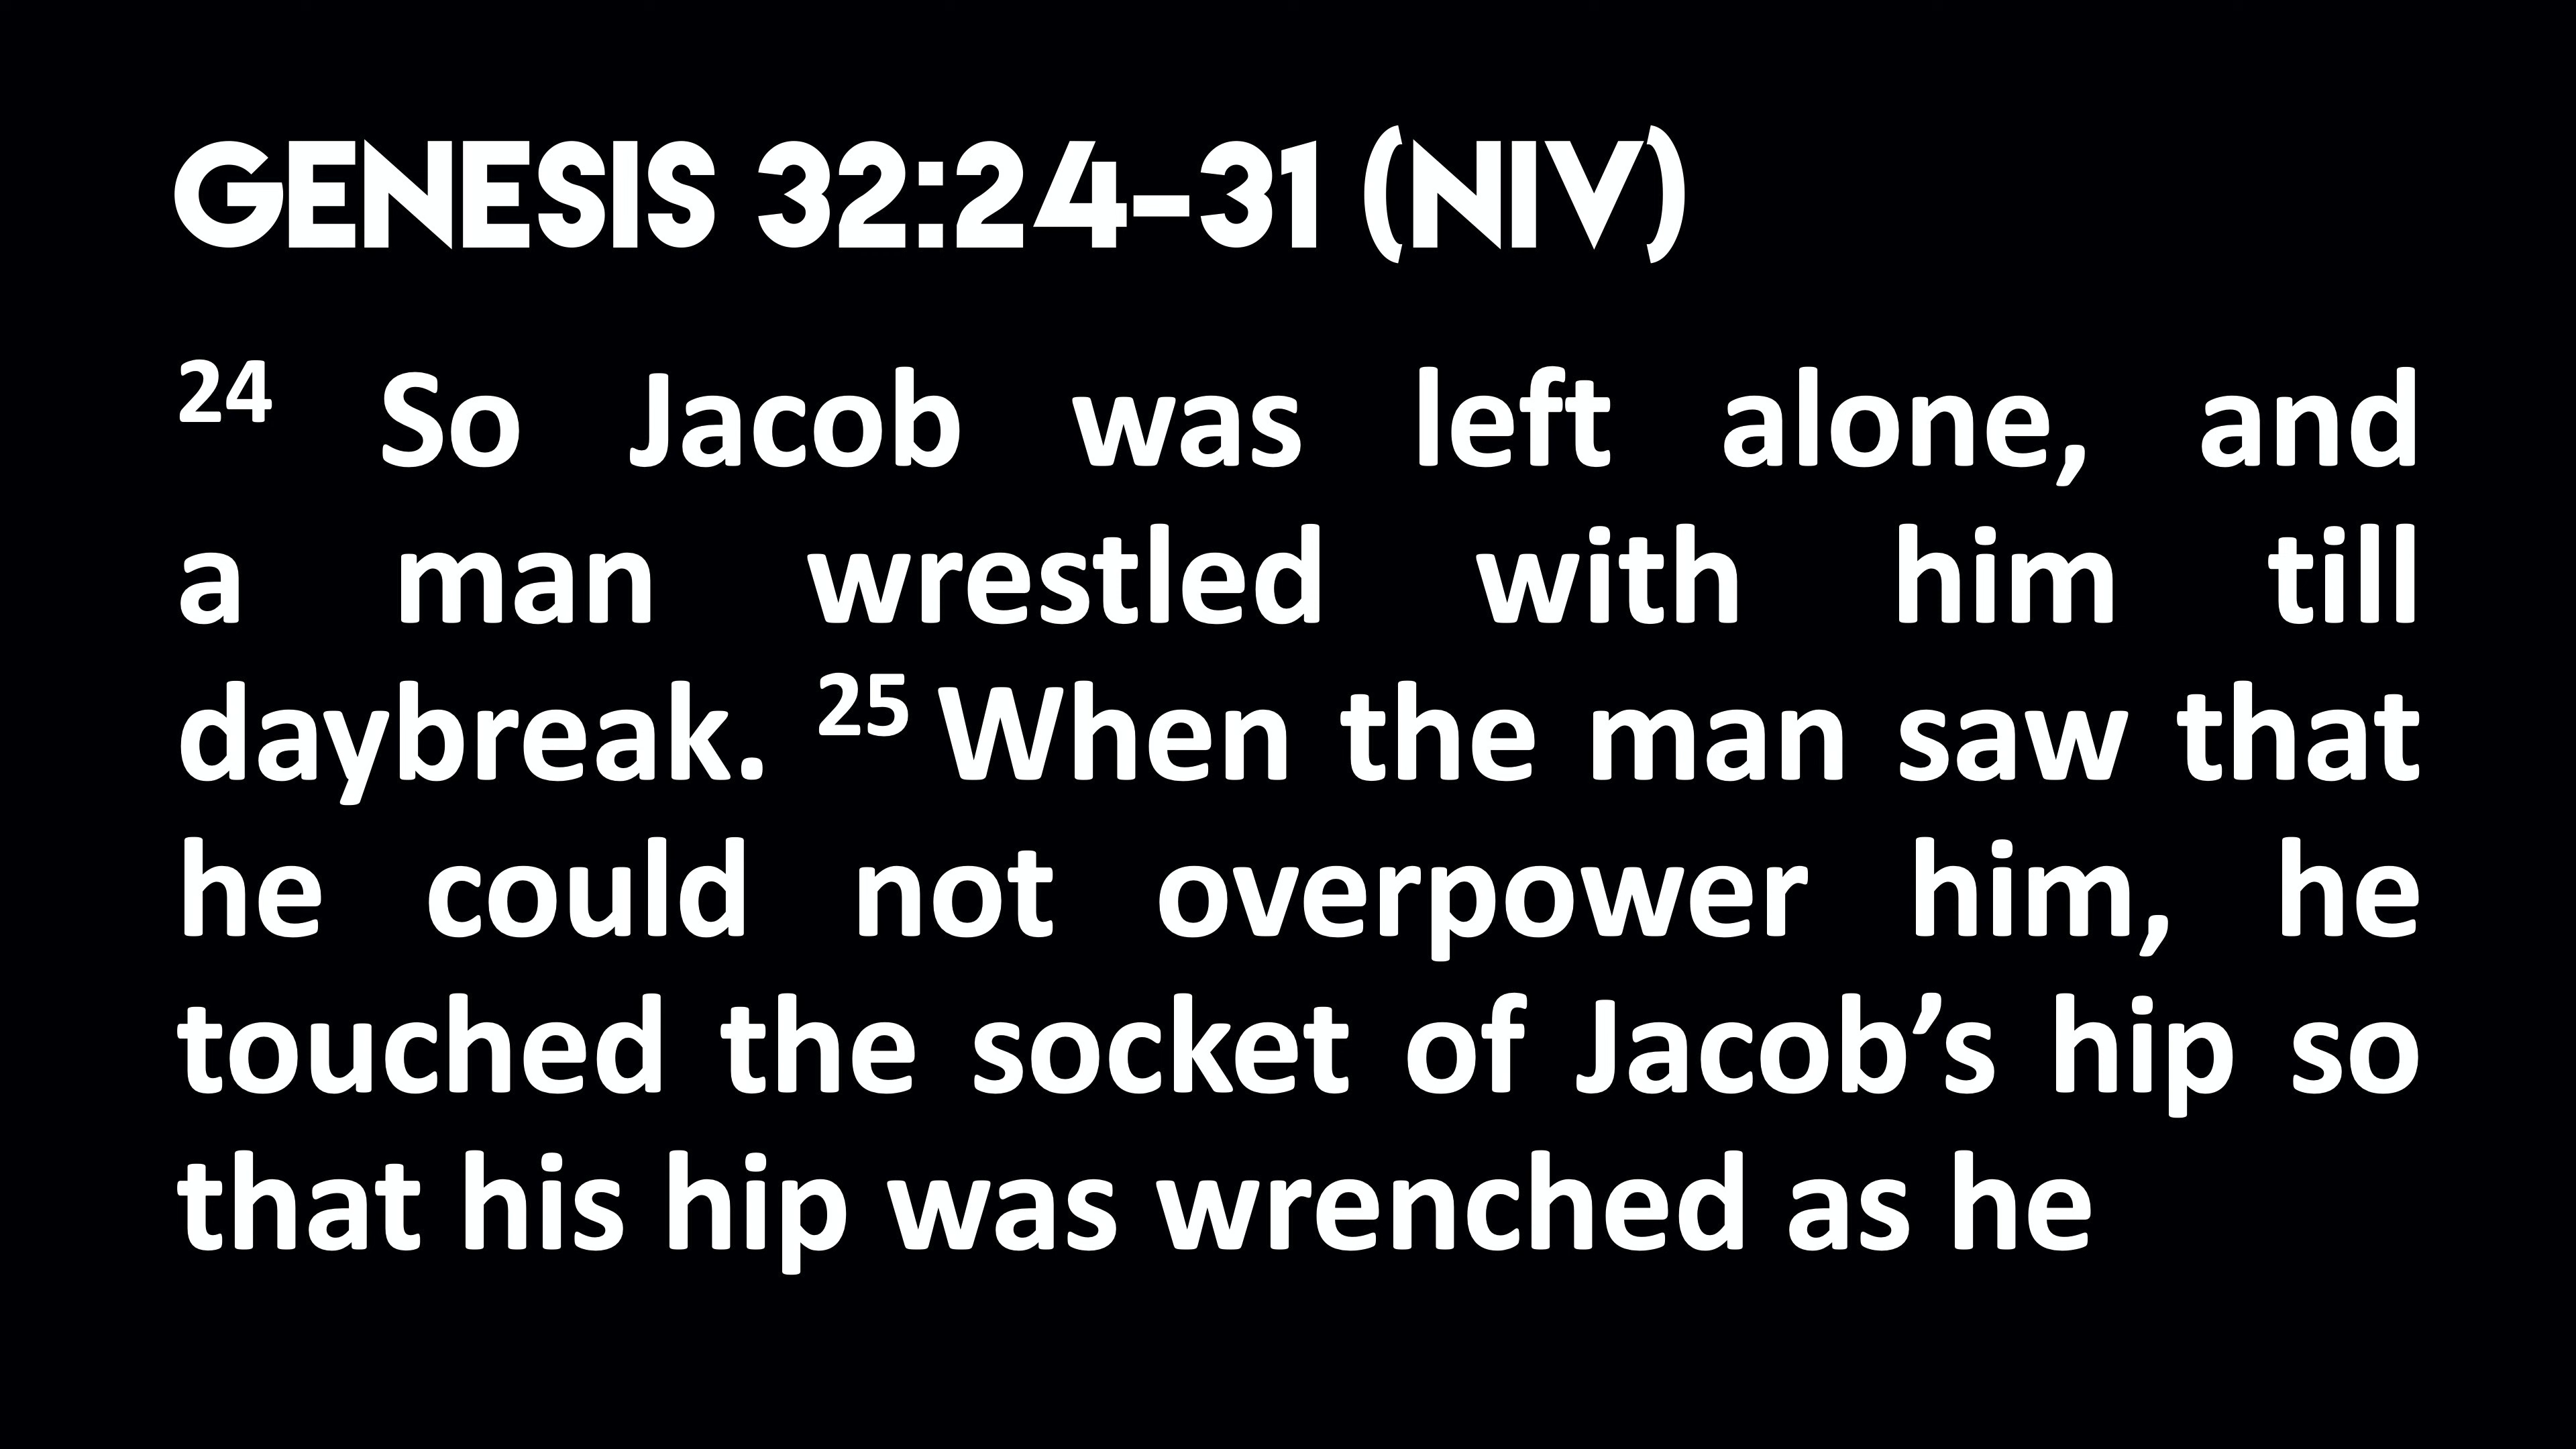 GENESIS 32:24-31 (NIV)
24 So Jacob was left alone, and
a man wrestled with him till
daybreak. 25 When the man saw that
he could not overpower him, he
touched the socket of Jacob’s hip so
that his hip was wrenched as he